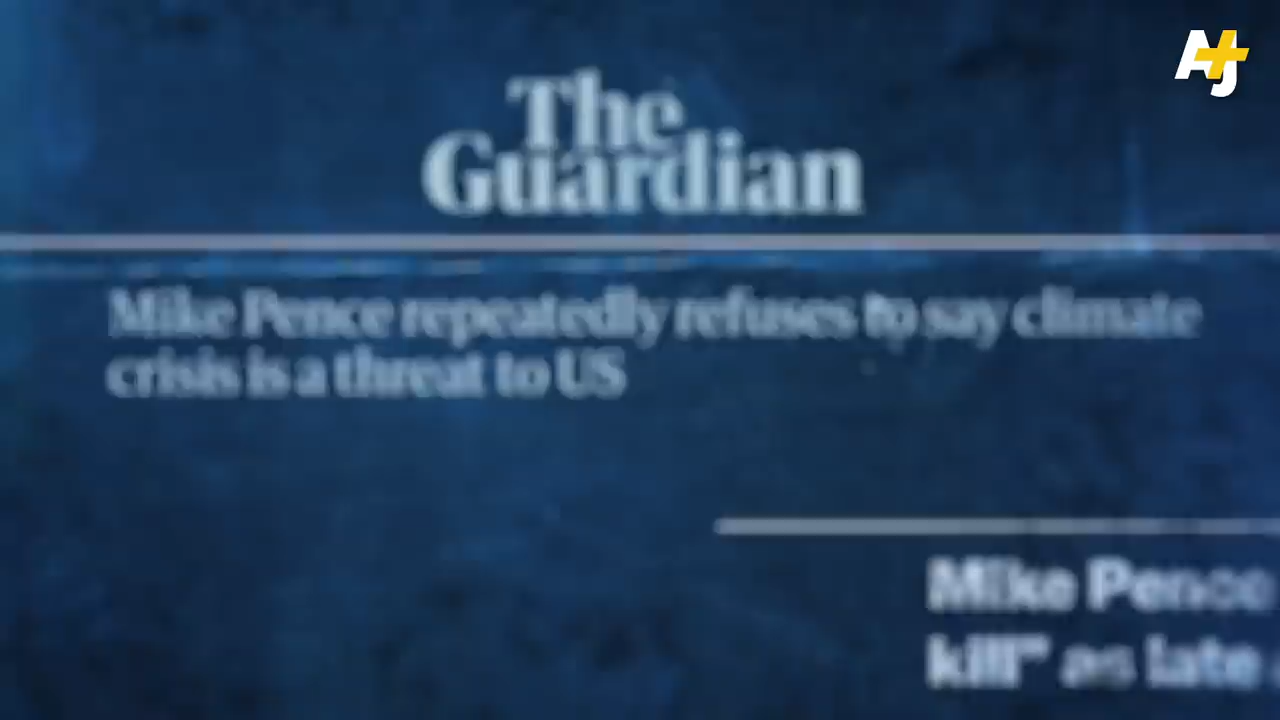 AJ+
The
Guardian
Mike Pence repeatedly refuses to say climate
crisis is a threat to US
Mike Pence
kill" as late